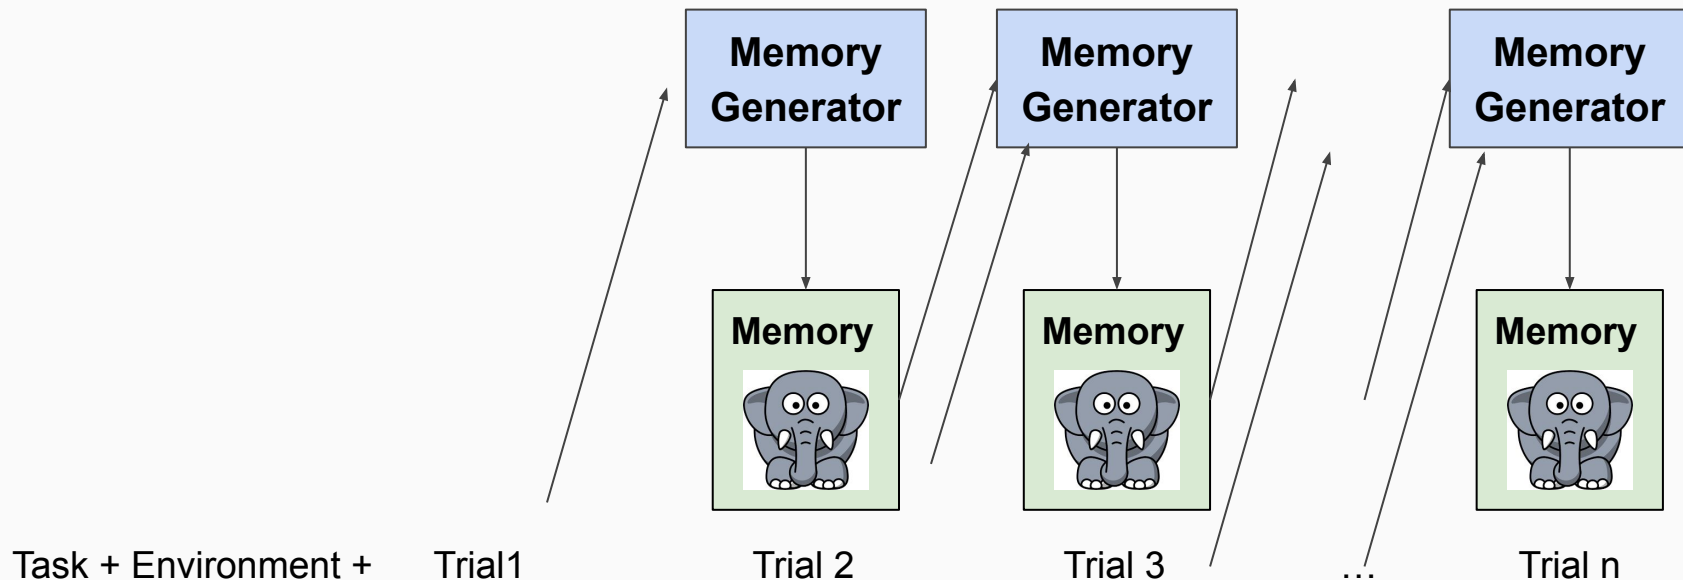 Memory
Generator
Memory
Generator
Memory
Generator
Memory
Memory
Memory
Task + Environment + Trial1 Trial 2 Trial 3 ... Trial n